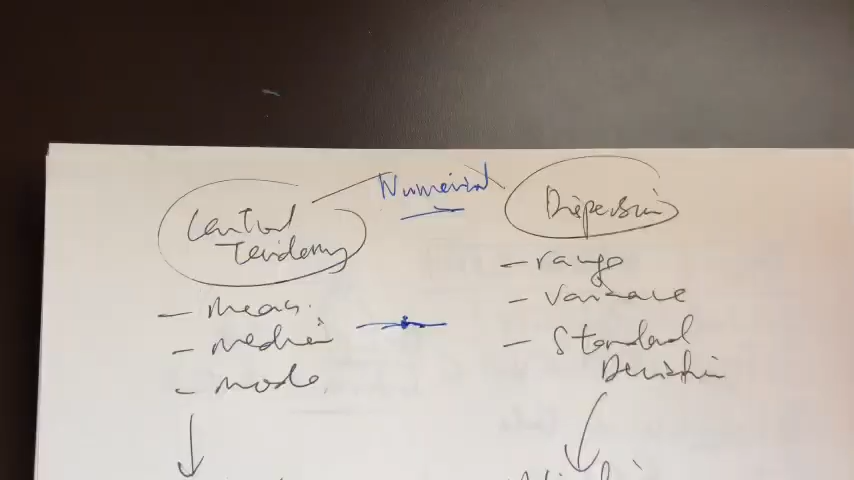 Numerical
Central
Tendency
- mean
- median
- mode
Dispersion
- range
- Variance
- Standard
Deviation